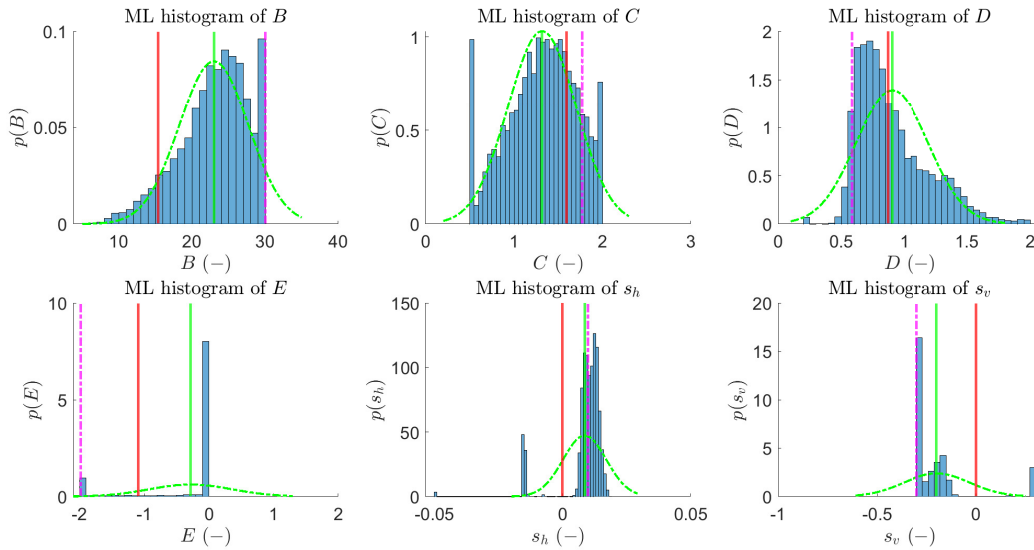 ML histogram of B
p(B)
0.1
0.05
0
10 20 30 40
B (−)
ML histogram of C
p(C)
1
0.5
0
0 1 2 3
C (−)
ML histogram of D
p(D)
2
1.5
1
0.5
0
0 0.5 1 1.5 2
D (−)
ML histogram of E
p(E)
10
5
0
-2 -1 0 1 2
E (−)
ML histogram of s_h
p(s_h)
150
100
50
0
-0.05 0 0.05
s_h (−)
ML histogram of s_v
p(s_v)
20
15
10
5
0
-1 -0.5 0
s_v (−)